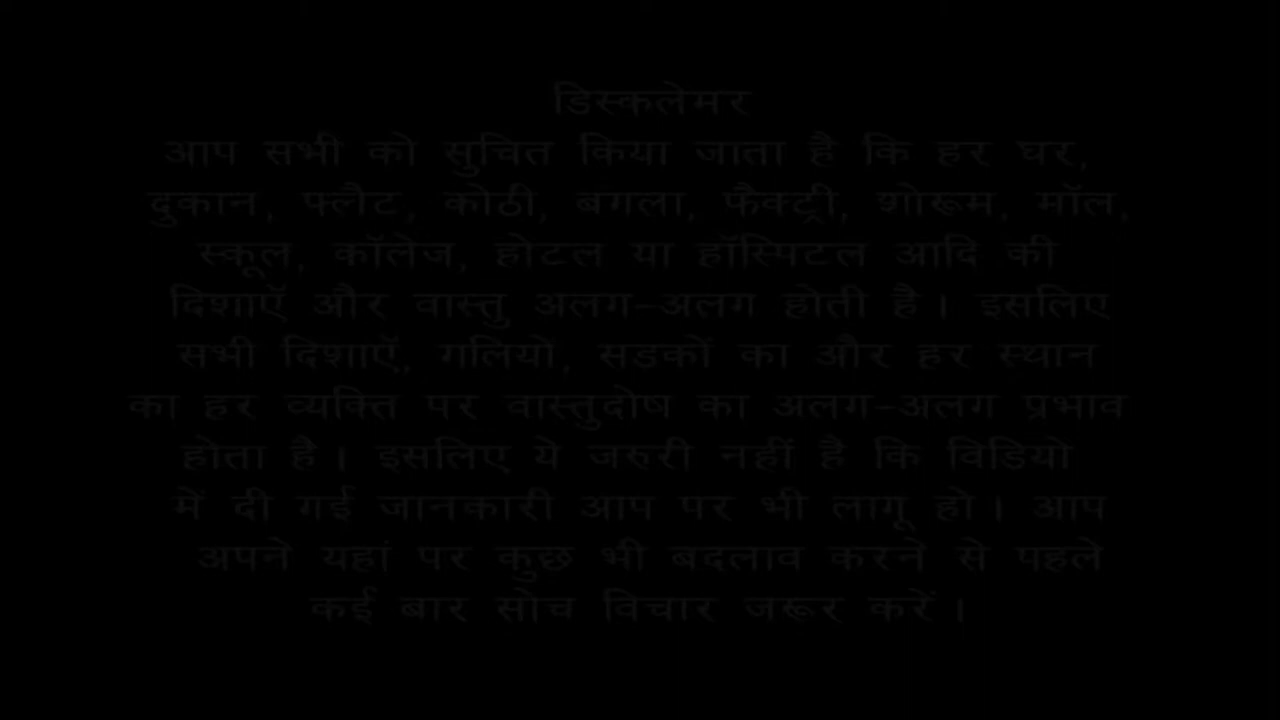 डिस्कलेमर
आप सभी को सुचित किया जाता है कि हर घर,
दुकान, फ्लैट, कोठी, बंगला, फैक्ट्री, शोरूम, मॉल,
स्कूल, कॉलेज, होटल या हॉस्पिटल आदि की
दिशाएँ और वास्तु अलग-अलग होती है। इसलिए
सभी दिशाएँ, गलियो, सड़कों का और हर स्थान
का हर व्यक्ति पर वास्तुदोष का अलग-अलग प्रभाव
होता है। इसलिए ये जरुरी नहीं है कि विडियो
में दी गई जानकारी आप पर भी लागू हो। आप
अपने यहां पर कुछ भी बदलाव करने से पहले
कई बार सोच विचार जरूर करें।